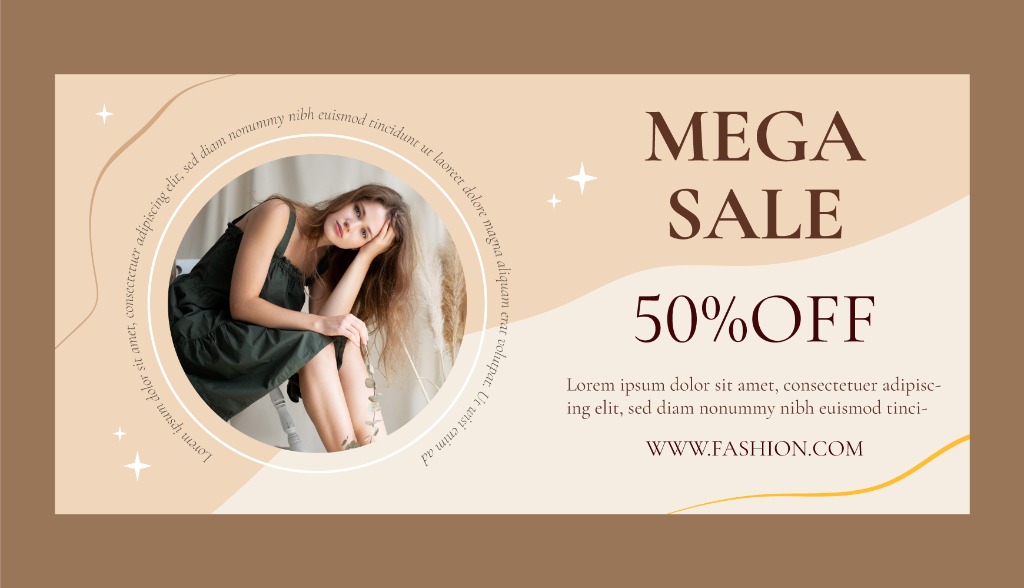 Lorem ipsum dolor sit amet, consectetuer adipiscing elit, sed diam nonummy nibh euismod tincidunt ut laoreet dolore magna aliquam erat volutpat. Ut wisi enim ad
MEGA
SALE
50%OFF
Lorem ipsum dolor sit amet, consectetuer adipisc-
ing elit, sed diam nonummy nibh euismod tinci-
WWW.FASHION.COM